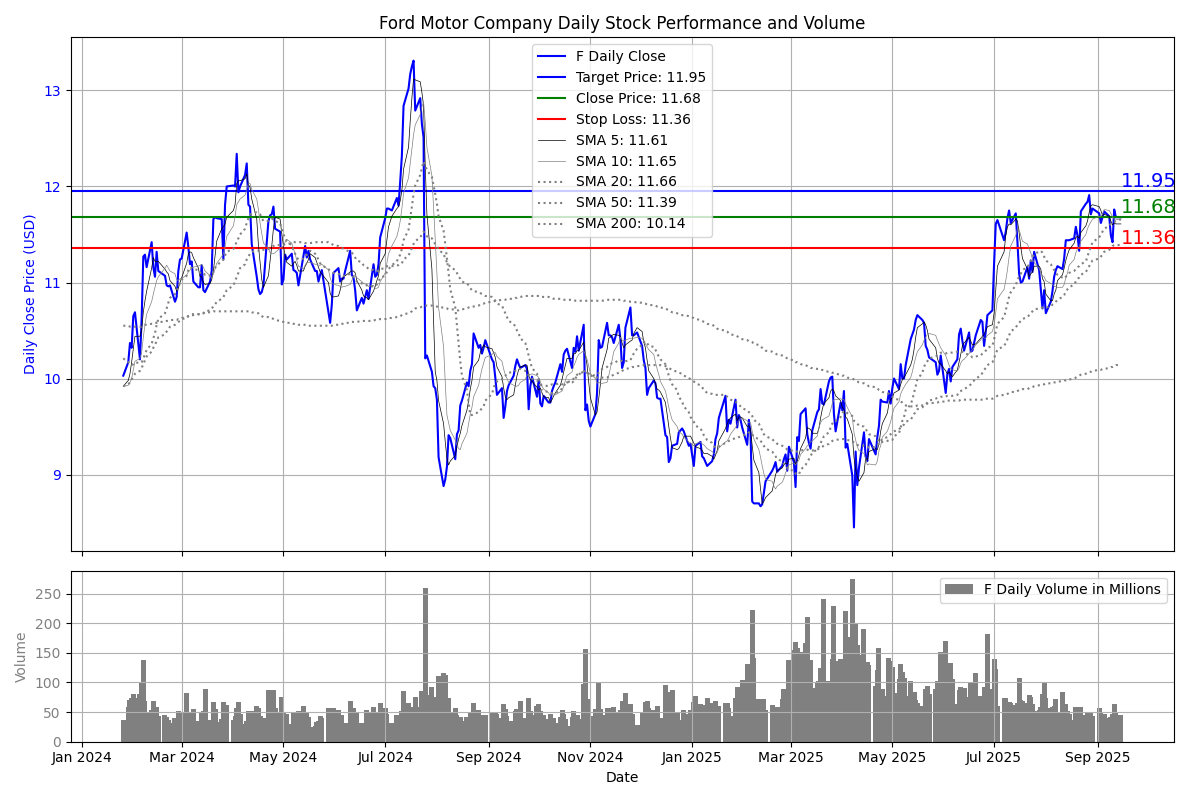 Ford Motor Company Daily Stock Performance and Volume
Daily Close Price (USD)
13
12
11
10
9
F Daily Close
Target Price: 11.95
Close Price: 11.68
Stop Loss: 11.36
SMA 5: 11.61
SMA 10: 11.65
SMA 20: 11.66
SMA 50: 11.39
SMA 200: 10.14
11.95
11.68
11.36
Volume
250
200
150
100
50
0
F Daily Volume in Millions
Jan 2024 Mar 2024 May 2024 Jul 2024 Sep 2024 Nov 2024 Jan 2025 Mar 2025 May 2025 Jul 2025 Sep 2025
Date